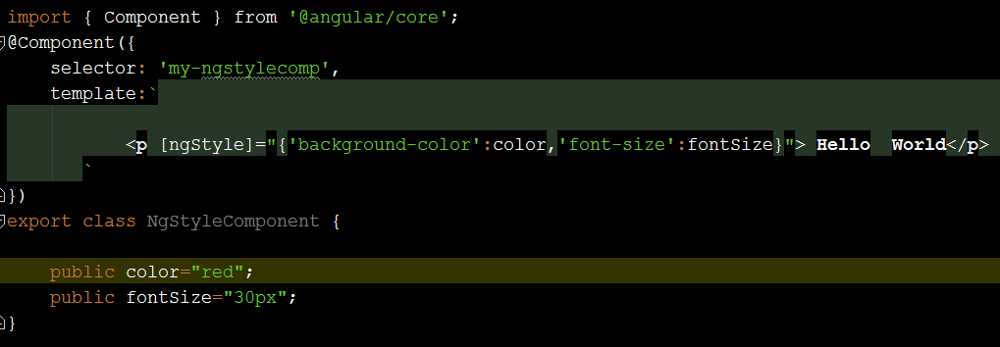 import { Component } from '@angular/core';
@Component({
    selector: 'my-ngstylecomp',
    template:`
           <p [ngStyle]="{'background-color':color,'font-size':fontSize}"> Hello  World</p>
       `
})
export class NgStyleComponent {
    public color="red";
    public fontSize="30px";
}